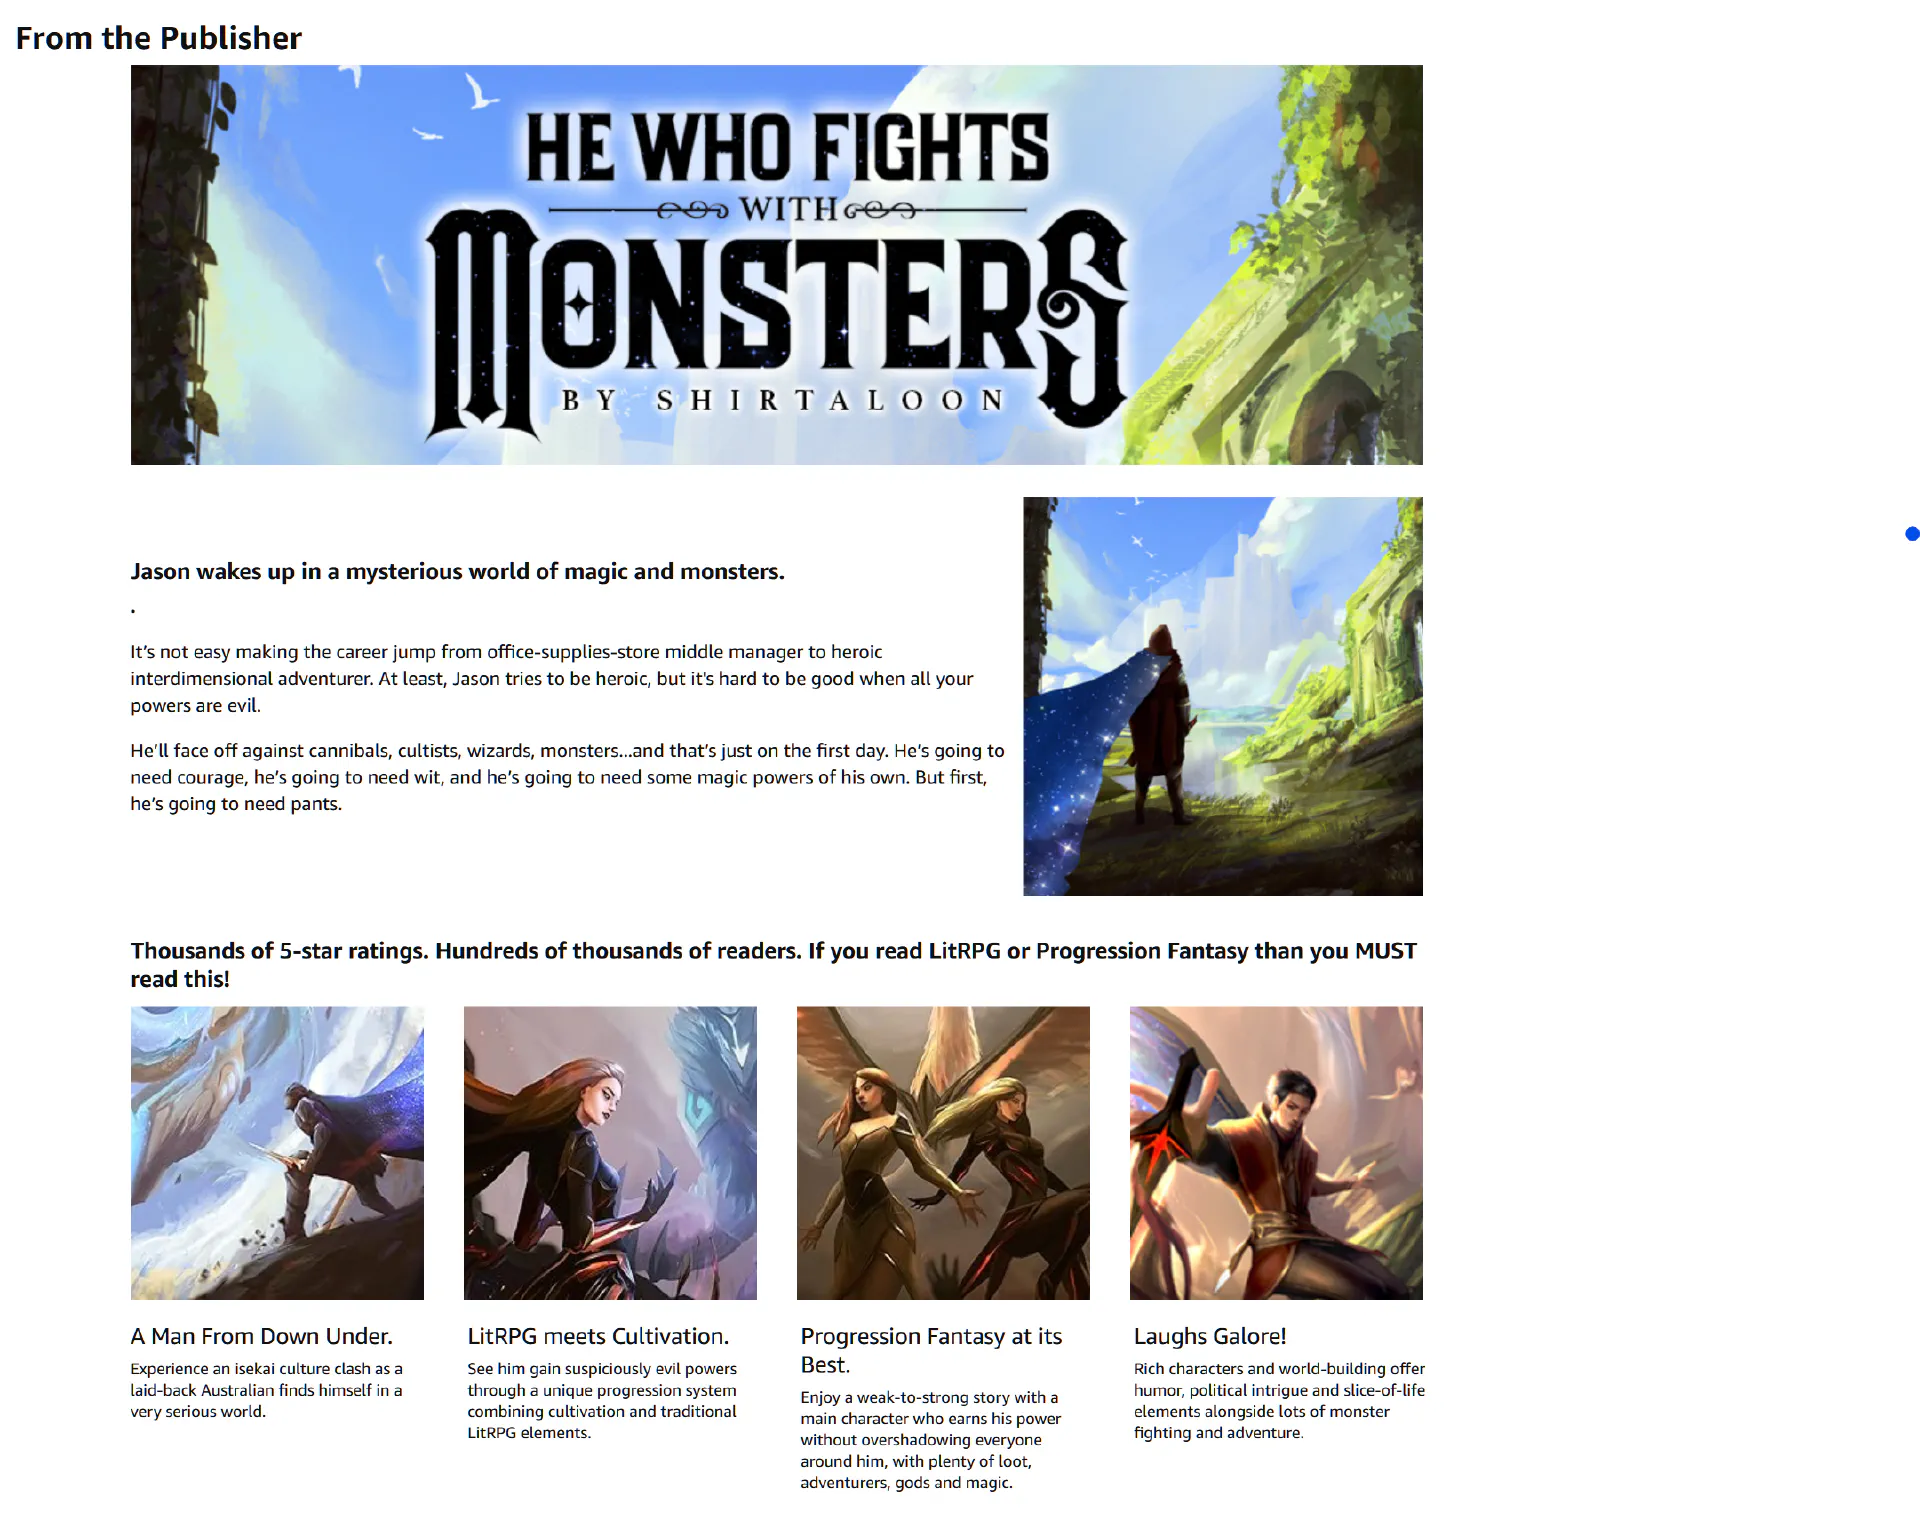 From the Publisher
HE WHO FIGHTS
WITH
MONSTERS
BY SHIRTALOON
Jason wakes up in a mysterious world of magic and monsters.
.
It's not easy making the career jump from office-supplies-store middle manager to heroic
interdimensional adventurer. At least, Jason tries to be heroic, but it's hard to be good when all your
powers are evil.
He'll face off against cannibals, cultists, wizards, monsters...and that's just on the first day. He's going to
need courage, he's going to need wit, and he's going to need some magic powers of his own. But first,
he's going to need pants.
Thousands of 5-star ratings. Hundreds of thousands of readers. If you read LitRPG or Progression Fantasy than you MUST
read this!
A Man From Down Under.
Experience an isekai culture clash as a
laid-back Australian finds himself in a
very serious world.
LitRPG meets Cultivation.
See him gain suspiciously evil powers
through a unique progression system
combining cultivation and traditional
LitRPG elements.
Progression Fantasy at its
Best.
Enjoy a weak-to-strong story with a
main character who earns his power
without overshadowing everyone
around him, with plenty of loot,
adventurers, gods and magic.
Laughs Galore!
Rich characters and world-building offer
humor, political intrigue and slice-of-life
elements alongside lots of monster
fighting and adventure.